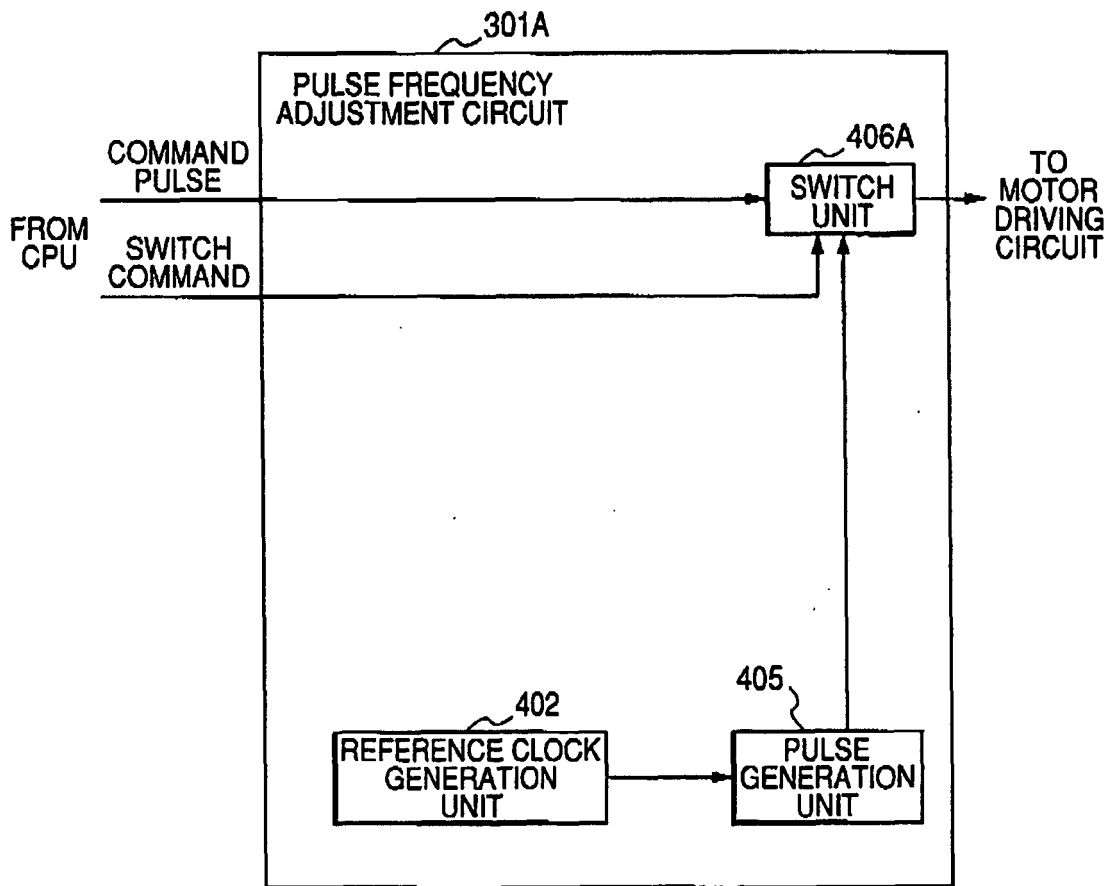 301A
PULSE FREQUENCY
ADJUSTMENT CIRCUIT
COMMAND
PULSE
FROM
CPU
SWITCH
COMMAND
406A
SWITCH
UNIT
TO
MOTOR
DRIVING
CIRCUIT
402
REFERENCE CLOCK
GENERATION
UNIT
405
PULSE
GENERATION
UNIT